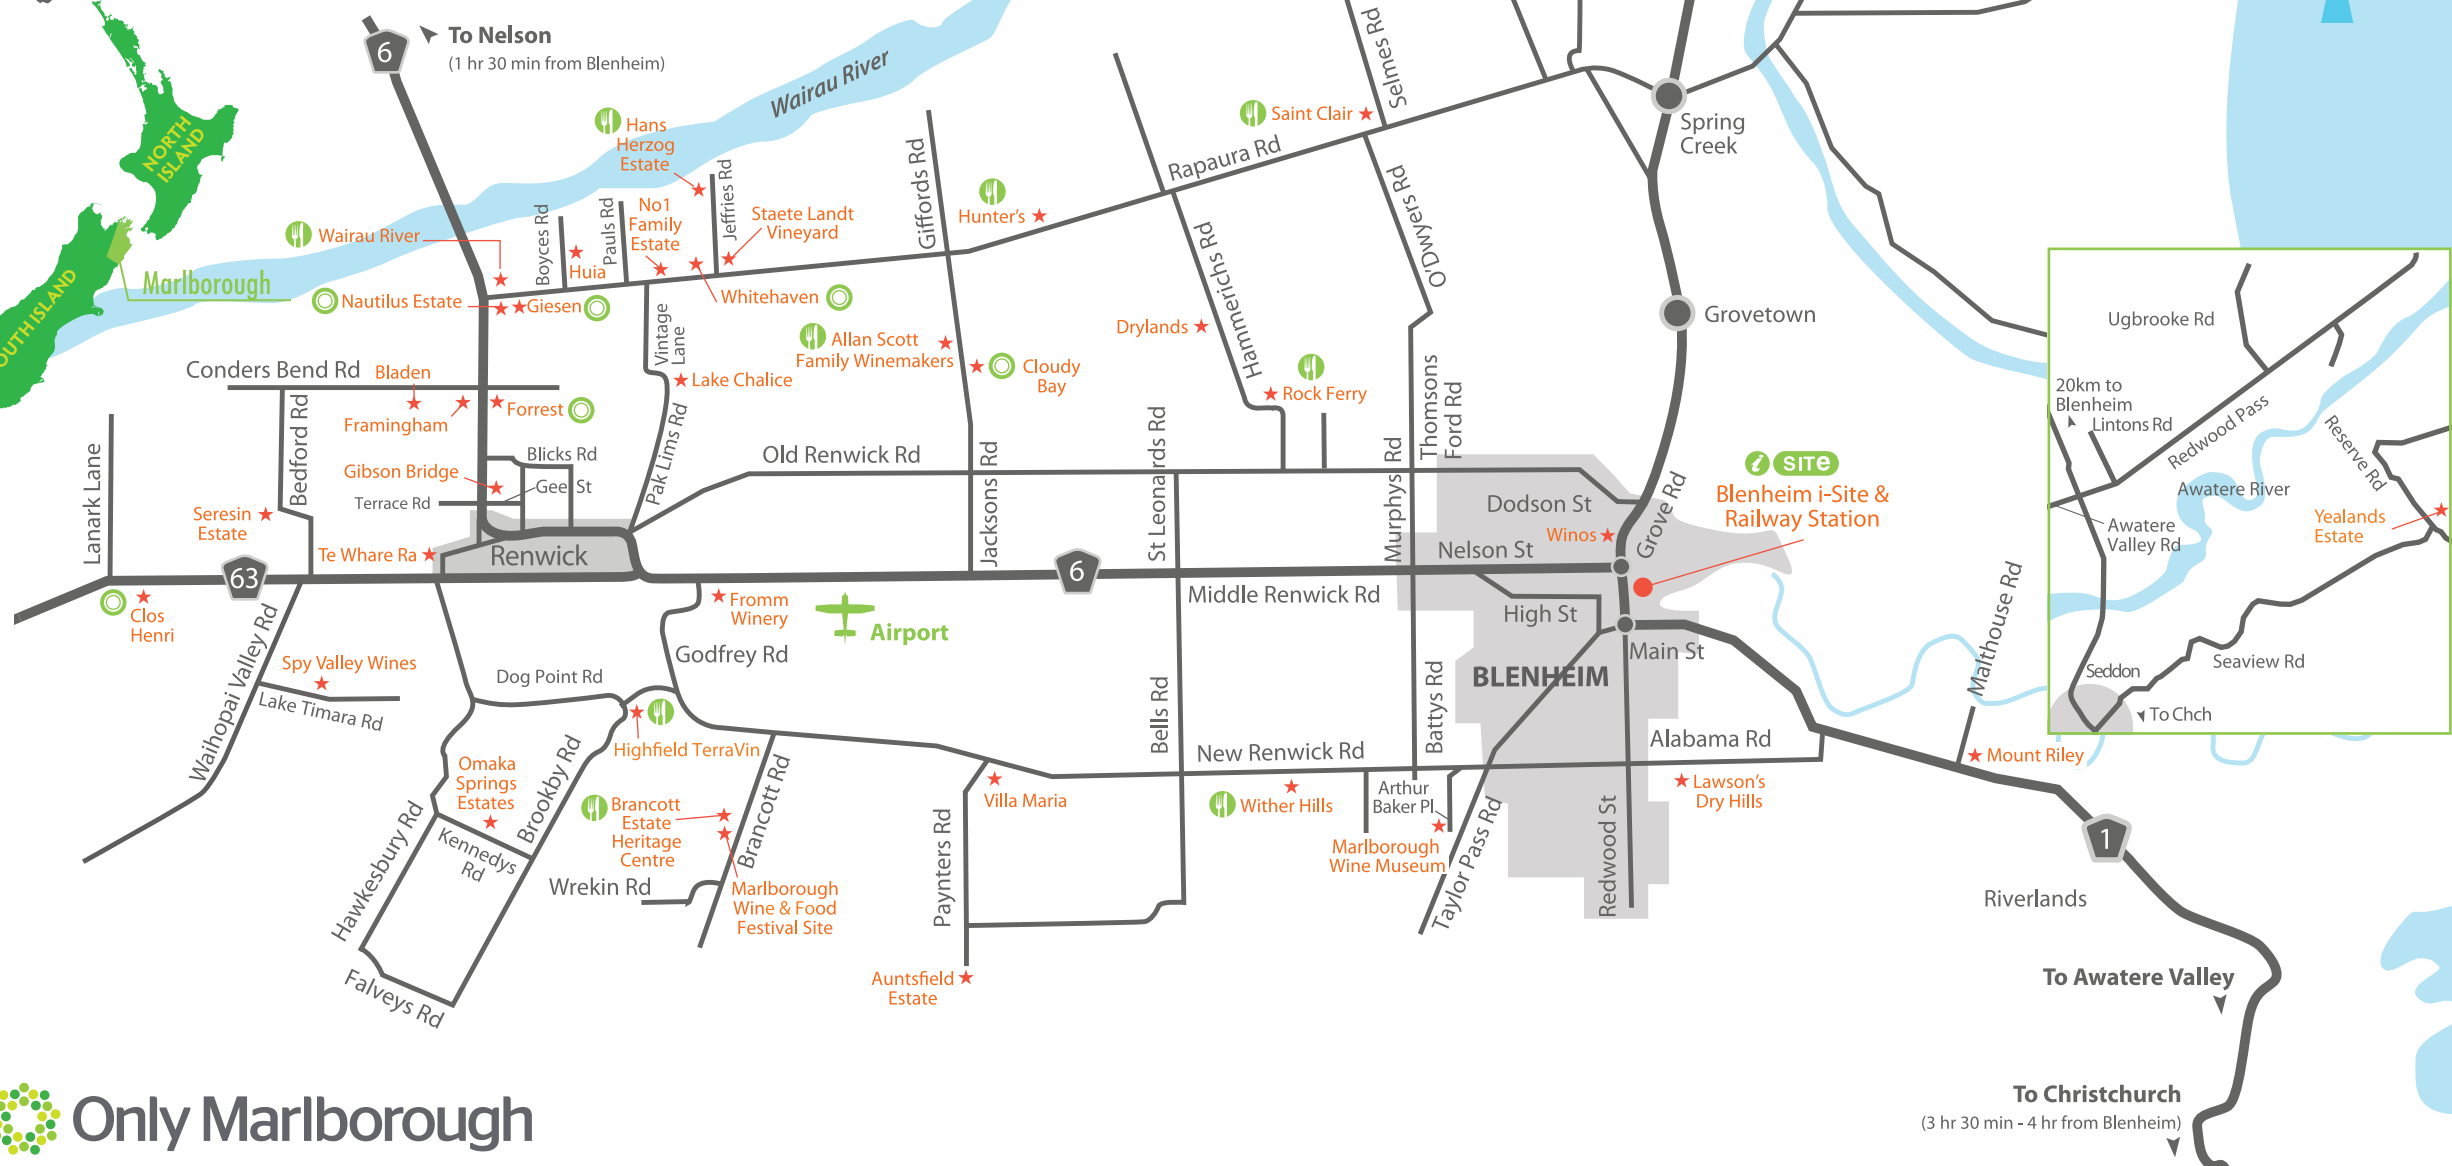 NORTH
ISLAND
OUTH ISLAND
Marlborough
6
To Nelson
(1 hr 30 min from Blenheim)
Wairau River
Selmes Rd
Hans
Herzog
Estate
Saint Clair
Spring
Creek
Rapaura Rd
Giffords Rd
Jeffries Rd
Boyces Rd
Pauls Rd
No1
Family
Estate
Staete Landt
Vineyard
Hunter's
Hammerichs Rd
O'Dwyers Rd
Wairau River
Huia
Nautilus Estate
Giesen
Whitehaven
Grovetown
Vintage
Lane
Allan Scott
Family Winemakers
Cloudy
Bay
Drylands
Rock Ferry
Thomsons
Ford Rd
Conders Bend Rd
Bladen
Lake Chalice
Framingham
Forrest
Bedford Rd
Lanark Lane
Pak Lims Rd
Blicks Rd
Gibson Bridge
Gee St
Terrace Rd
Old Renwick Rd
Jacksons Rd
St Leonards Rd
Murphys Rd
Seresin
Estate
Te Whare Ra
Renwick
63
6
Dodson St
Winos
Grove Rd
Nelson St
i SITE
Blenheim i-Site &
Railway Station
Clos
Henri
Fromm
Winery
Airport
Middle Renwick Rd
High St
Main St
BLENHEIM
Godfrey Rd
Waihopai Valley Rd
Spy Valley Wines
Lake Timara Rd
Dog Point Rd
Highfield TerraVin
Bells Rd
Battys Rd
New Renwick Rd
Alabama Rd
Malthouse Rd
Mount Riley
Omaka
Springs
Estates
Brookby Rd
Hawkesbury Rd
Kennedys
Rd
Falveys Rd
Brancott
Estate
Heritage
Centre
Brancott Rd
Wrekin Rd
Marlborough
Wine & Food
Festival Site
Villa Maria
Paynters Rd
Auntsfield
Estate
Wither Hills
Arthur
Baker Pl
Marlborough
Wine Museum
Taylor Pass Rd
Redwood St
Lawson's
Dry Hills
1
Riverlands
To Awatere Valley
To Christchurch
(3 hr 30 min - 4 hr from Blenheim)
Ugbrooke Rd
20km to
Blenheim
Lintons Rd
Redwood Pass
Reserve Rd
Awatere River
Awatere
Valley Rd
Yealands
Estate
Seaview Rd
Seddon
To Chch
Only Marlborough